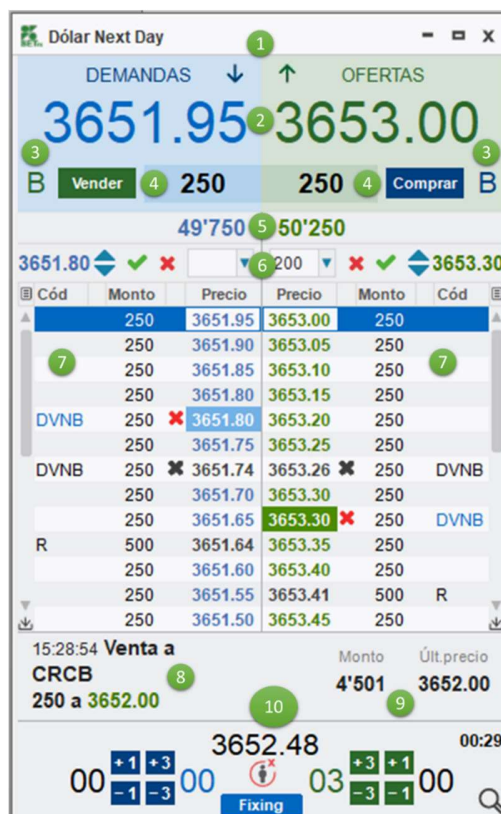 Dólar Next Day
1
DEMANDAS ↓ ↑ OFERTAS
3651.95 2 3653.00
3 3
B Vender 4 250 250 4 Comprar B
49'750 5 50'250
3651.80 6 200 3653.30
Cód Monto Precio Precio Monto Cód
250 3651.95 3653.00 250
250 3651.90 3653.05 250
7 250 3651.85 3653.10 250 7
250 3651.80 3653.15 250
DVNB 250 3651.80 3653.20 250
250 3651.75 3653.25 250
DVNB 250 3651.74 3653.26 250 DVNB
250 3651.70 3653.30 250
250 3651.65 3653.30 250 DVNB
R 500 3651.64 3653.35 250
250 3651.60 3653.40 250
250 3651.55 3653.41 500 R
250 3651.50 3653.45 250
15:28:54 Venta a
CRCB
250 a 3652.00
8
Monto Últ.precio
4'501 3652.00
9
10
3652.48 00:29
00 +1 +3 00 03 +3 +1 00
-1 -3 -3 -1
Fixing